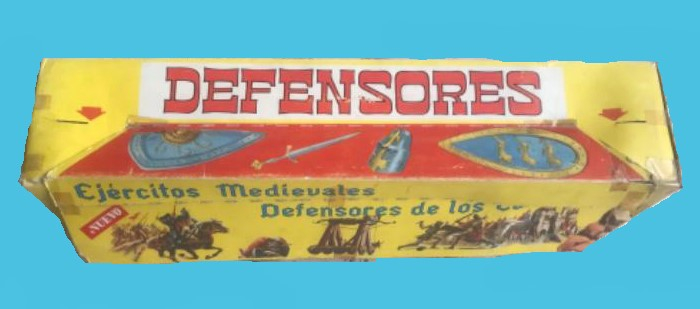 DEFENSORES
Ejércitos Medievales
Defensores de los
NUEVO